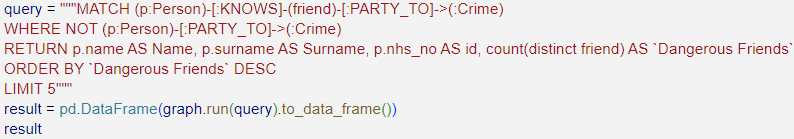 query = """MATCH (p:Person)-[:KNOWS]-(friend)-[:PARTY_TO]->(:Crime)
WHERE NOT (p:Person)-[:PARTY_TO]->(:Crime)
RETURN p.name AS Name, p.surname AS Surname, p.nhs_no AS id, count(distinct friend) AS `Dangerous Friends`
ORDER BY `Dangerous Friends` DESC
LIMIT 5"""
result = pd.DataFrame(graph.run(query).to_data_frame())
result